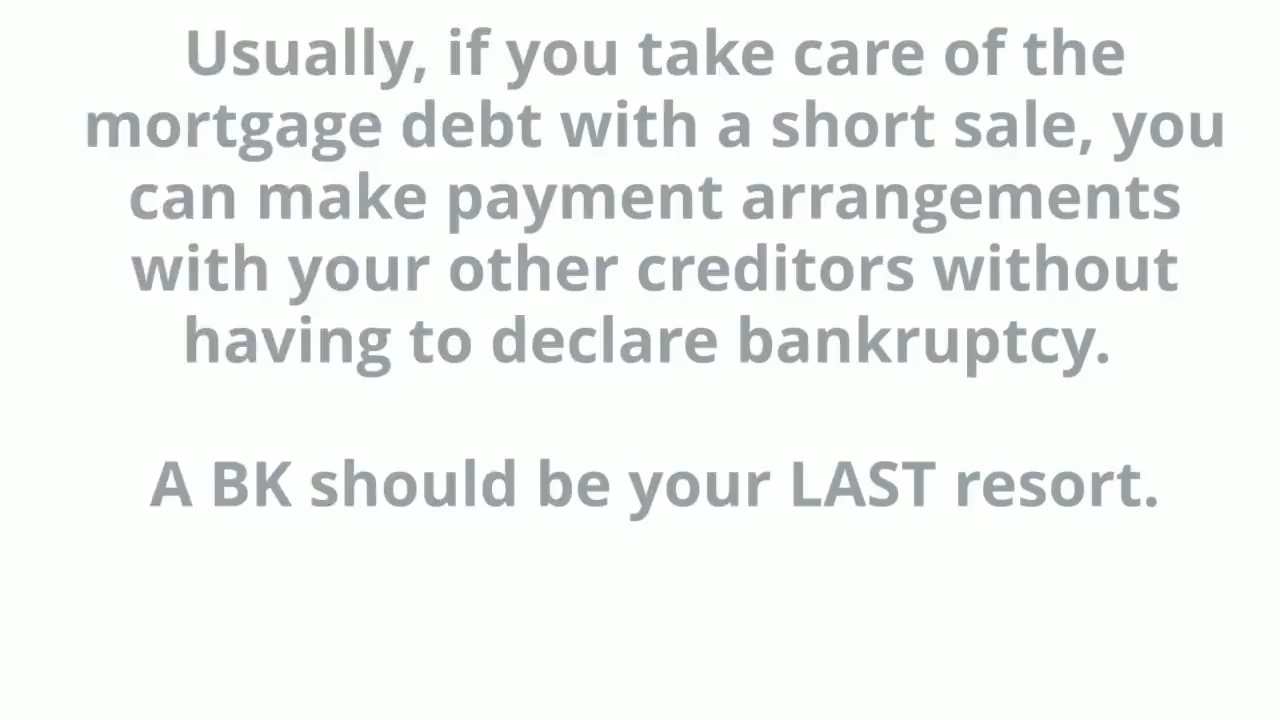 Usually, if you take care of the
mortgage debt with a short sale, you
can make payment arrangements
with your other creditors without
having to declare bankruptcy.
A BK should be your LAST resort.